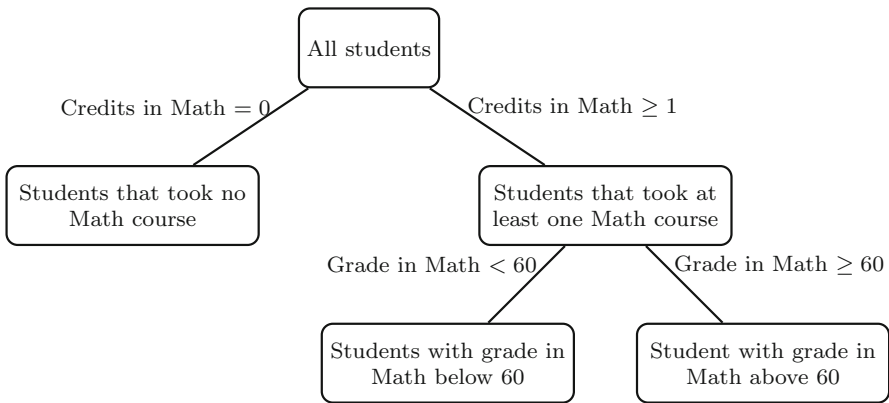 All students
Credits in Math = 0
Credits in Math ≥ 1
Students that took no
Math course
Students that took at
least one Math course
Grade in Math < 60
Grade in Math ≥ 60
Students with grade in
Math below 60
Student with grade in
Math above 60